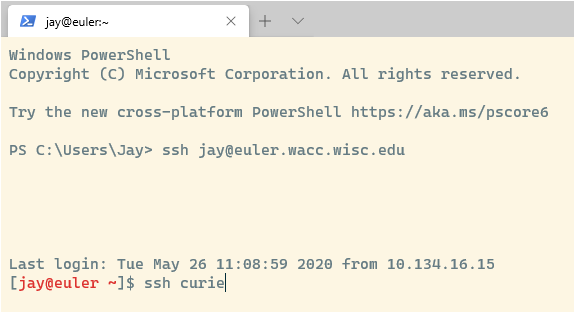 jay@euler:~
Windows PowerShell
Copyright (C) Microsoft Corporation. All rights reserved.
Try the new cross-platform PowerShell https://aka.ms/pscore6
PS C:\Users\Jay> ssh jay@euler.wacc.wisc.edu
Last login: Tue May 26 11:08:59 2020 from 10.134.16.15
[jay@euler ~]$ ssh curie